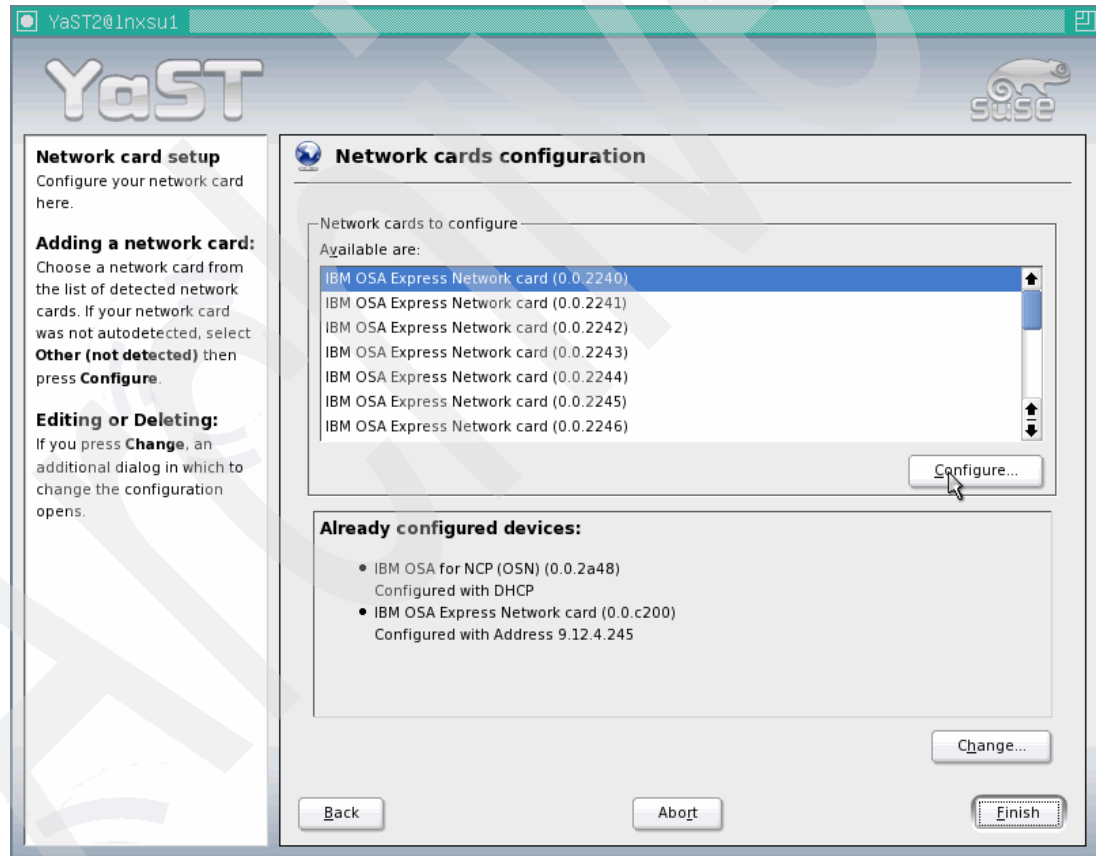 YaST2@lnxsu1
YaST
SUSE
Network card setup
Configure your network card
here.
Adding a network card:
Choose a network card from
the list of detected network
cards. If your network card
was not autodetected, select
Other (not detected) then
press Configure.
Editing or Deleting:
If you press Change, an
additional dialog in which to
change the configuration
opens.
Network cards configuration
Network cards to configure
Available are:
IBM OSA Express Network card (0.0.2240)
IBM OSA Express Network card (0.0.2241)
IBM OSA Express Network card (0.0.2242)
IBM OSA Express Network card (0.0.2243)
IBM OSA Express Network card (0.0.2244)
IBM OSA Express Network card (0.0.2245)
IBM OSA Express Network card (0.0.2246)
Configure...
Already configured devices:
• IBM OSA for NCP (OSN) (0.0.2a48)
Configured with DHCP
• IBM OSA Express Network card (0.0.c200)
Configured with Address 9.12.4.245
Change...
Back
Abort
Finish